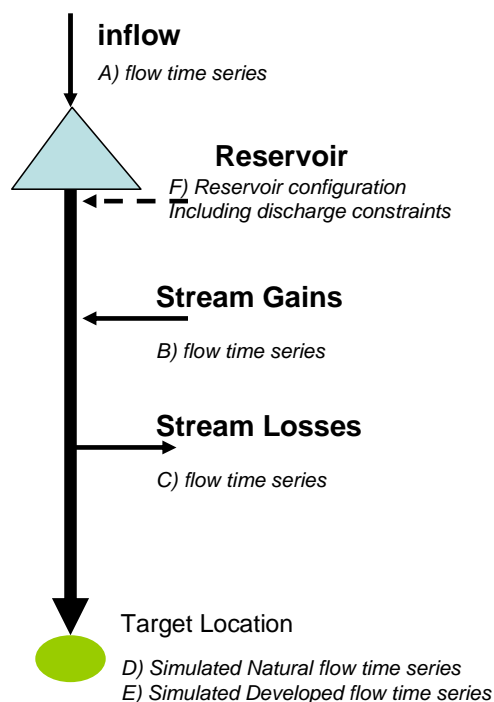 inflow
A) flow time series
Reservoir
F) Reservoir configuration
Including discharge constraints
Stream Gains
B) flow time series
Stream Losses
C) flow time series
Target Location
D) Simulated Natural flow time series
E) Simulated Developed flow time series